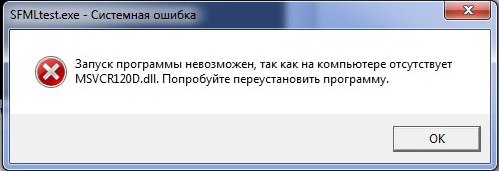 SFMLtest.exe - Системная ошибка
Запуск программы невозможен, так как на компьютере отсутствует
MSVCR120D.dll. Попробуйте переустановить программу.
OK